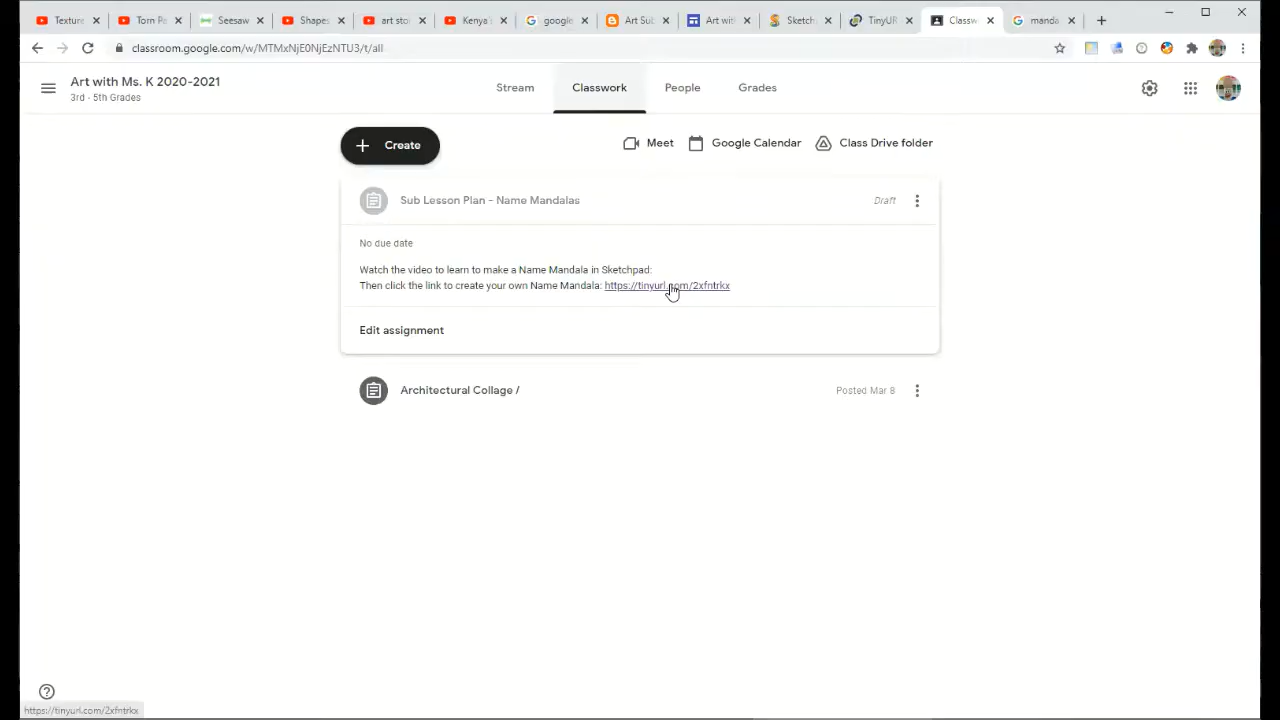 Texture
Torn Pa
Seesaw
Shapes
art sto
Kenya i
google
Art Sub
Art wit
Sketch
TinyUR
Classw
manda
classroom.google.com/w/MTMxNjE0NjEzNTU3/t/all
Art with Ms. K 2020-2021
3rd - 5th Grades
Stream
Classwork
People
Grades
+ Create
Meet
Google Calendar
Class Drive folder
Sub Lesson Plan - Name Mandalas
Draft
No due date
Watch the video to learn to make a Name Mandala in Sketchpad:
Then click the link to create your own Name Mandala: https://tinyurl.com/2xfntrkx
Edit assignment
Architectural Collage /
Posted Mar 8
https://tinyurl.com/2xfntrkx